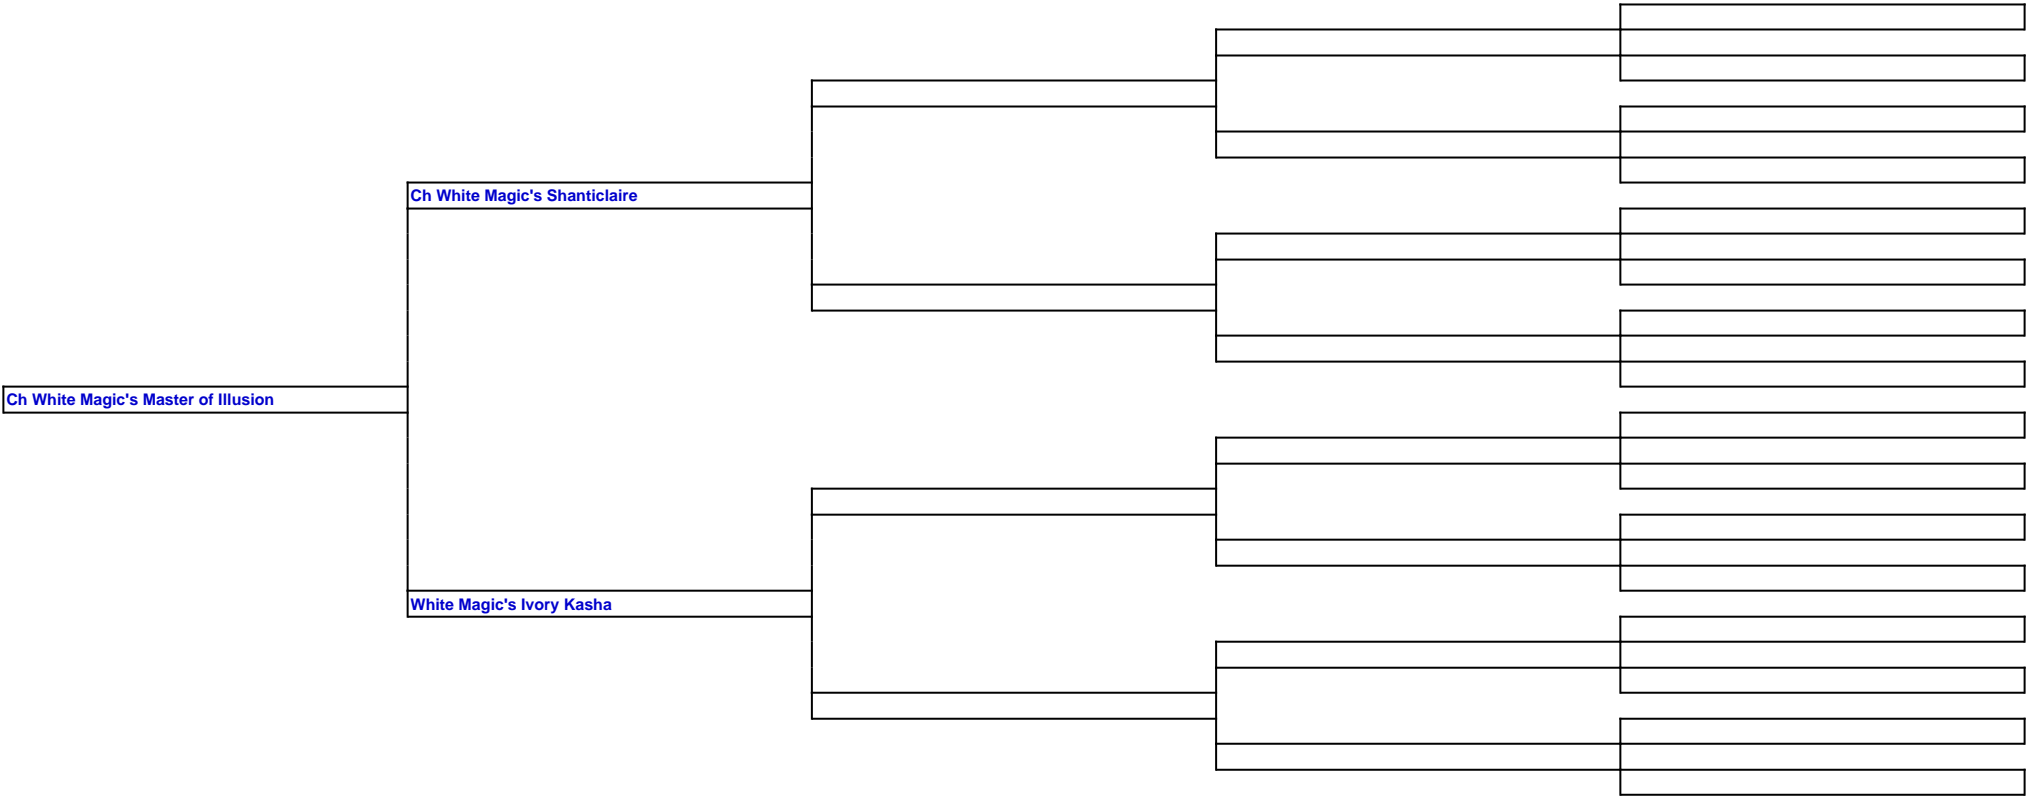 Ch White Magic's Shanticlaire
Ch White Magic's Master of Illusion
White Magic's Ivory Kasha